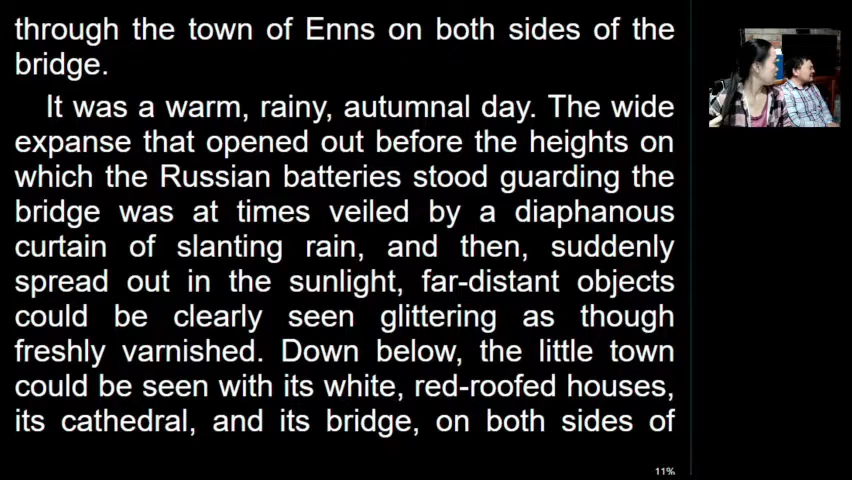 through the town of Enns on both sides of the
bridge.
It was a warm, rainy, autumnal day. The wide
expanse that opened out before the heights on
which the Russian batteries stood guarding the
bridge was at times veiled by a diaphanous
curtain of slanting rain, and then, suddenly
spread out in the sunlight, far-distant objects
could be clearly seen glittering as though
freshly varnished. Down below, the little town
could be seen with its white, red-roofed houses,
its cathedral, and its bridge, on both sides of
11%